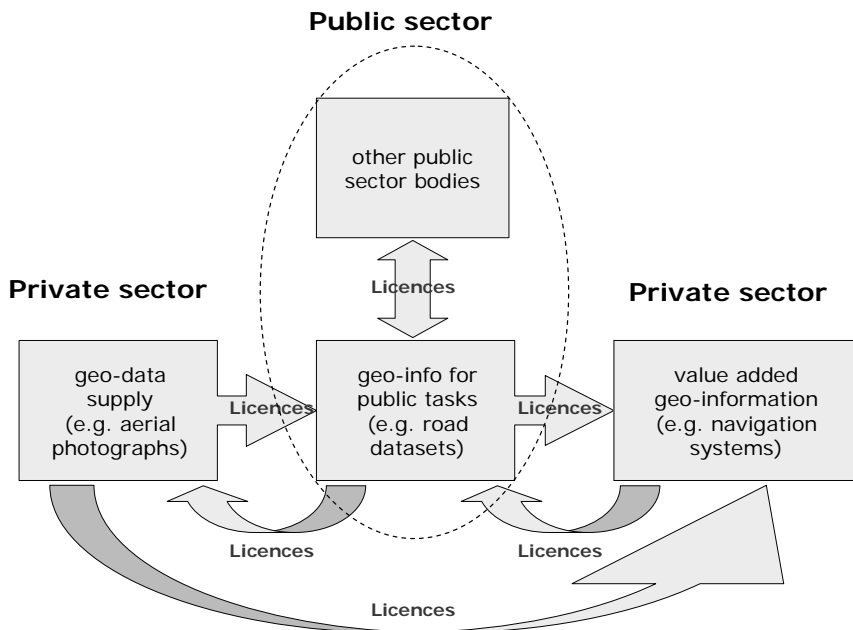 Public sector
other public
sector bodies
Licences
Private sector
Private sector
geo-data
supply
(e.g. aerial
photographs)
Licences
geo-info for
public tasks
(e.g. road
datasets)
Licences
value added
geo-information
(e.g. navigation
systems)
Licences
Licences
Licences